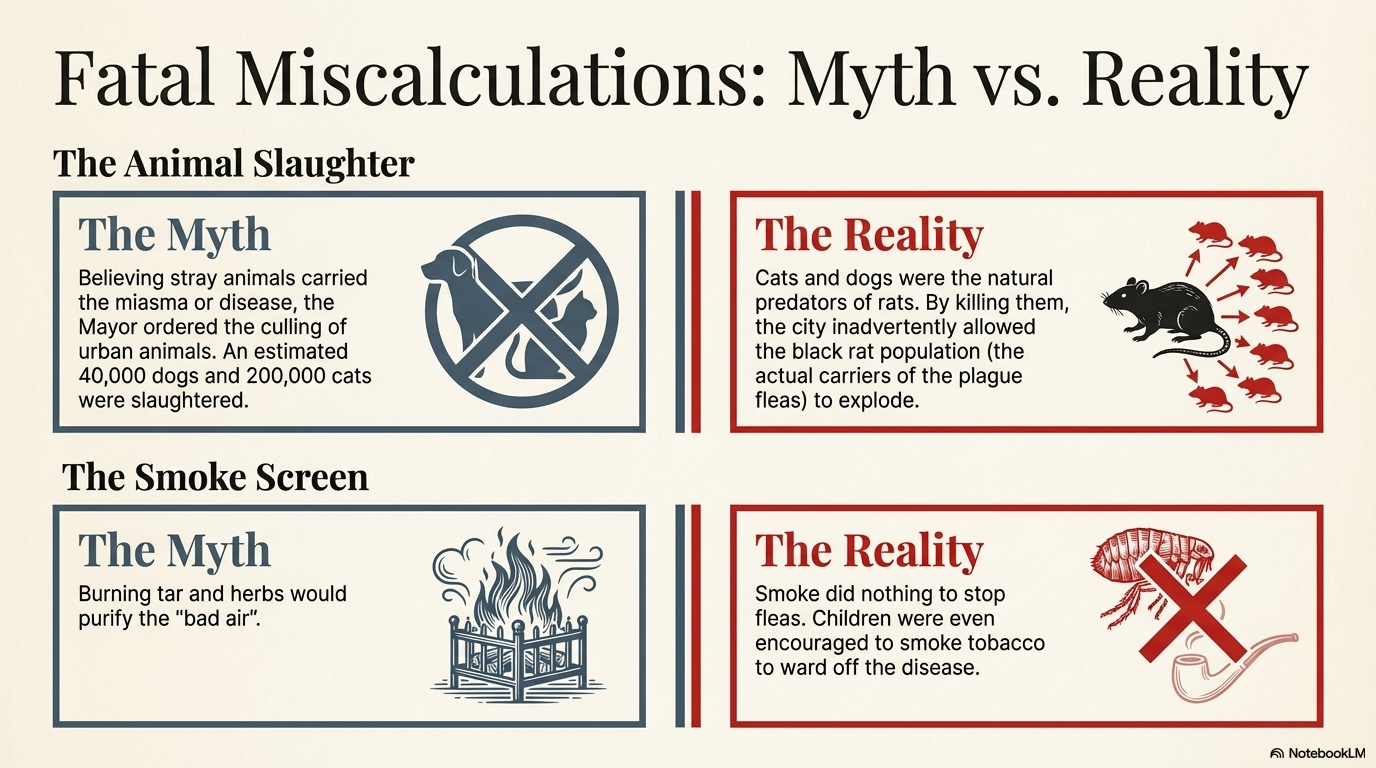 Fatal Miscalculations: Myth vs. Reality
The Animal Slaughter
The Myth
Believing stray animals carried
the miasma or disease, the
Mayor ordered the culling of
urban animals. An estimated
40,000 dogs and 200,000 cats
were slaughtered.
The Reality
Cats and dogs were the natural
predators of rats. By killing them,
the city inadvertently allowed
the black rat population (the
actual carriers of the plague
fleas) to explode.
The Smoke Screen
The Myth
Burning tar and herbs would
purify the “bad air”.
The Reality
Smoke did nothing to stop
fleas. Children were even
encouraged to smoke tobacco
to ward off the disease.
NotebookLM